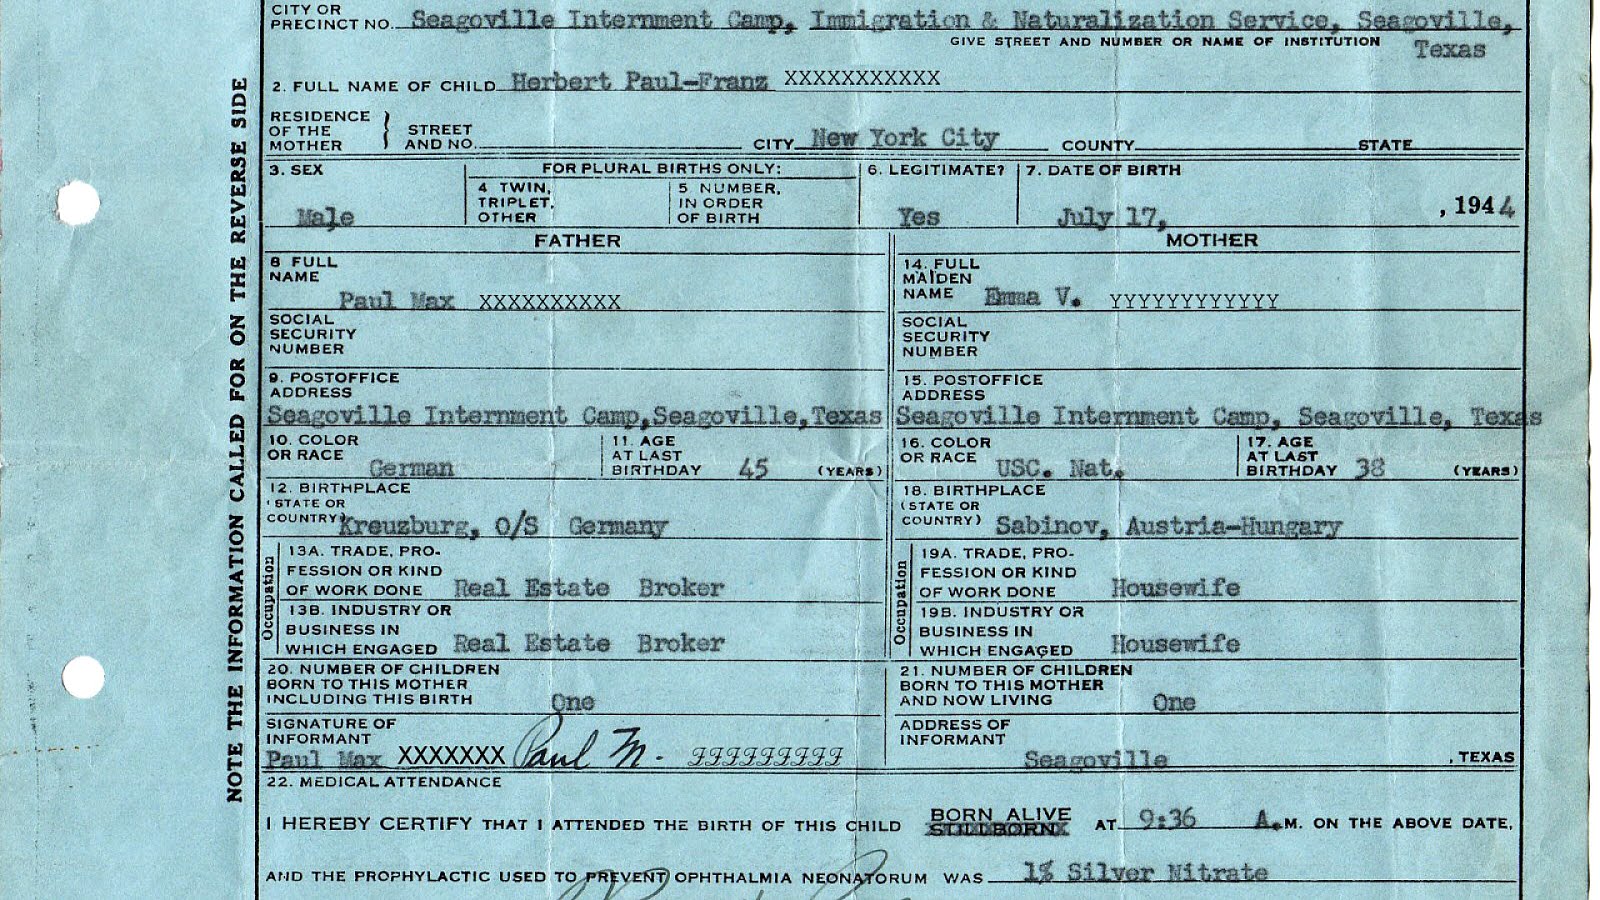 CITY OR
PRECINCT NO. Seagoville Internment Camp, Immigration & Naturalization Service, Seagoville,
GIVE STREET AND NUMBER OR NAME OF INSTITUTION Texas
2. FULL NAME OF CHILD Herbert Paul-Franz XXXXXXXXXXX
RESIDENCE
OF THE
MOTHER } STREET
AND NO. CITY New York City COUNTY STATE
3. SEX FOR PLURAL BIRTHS ONLY: 6. LEGITIMATE? 7. DATE OF BIRTH
4 TWIN,
TRIPLET,
OTHER
5 NUMBER,
IN ORDER
OF BIRTH
Male Yes July 17, , 1944
FATHER MOTHER
8 FULL
NAME
Paul Max XXXXXXXXXX
14. FULL
MAIDEN
NAME Emma V. YYYYYYYYYYYY
SOCIAL
SECURITY
NUMBER
SOCIAL
SECURITY
NUMBER
9. POSTOFFICE
ADDRESS
Seagoville Internment Camp,Seagoville,Texas
15. POSTOFFICE
ADDRESS
Seagoville Internment Camp, Seagoville, Texas
10. COLOR
OR RACE German
11. AGE
AT LAST
BIRTHDAY 45 (YEARS)
16. COLOR
OR RACE USC. Nat.
17. AGE
AT LAST
BIRTHDAY 38 (YEARS)
12. BIRTHPLACE
(STATE OR
COUNTRY) Kreuzburg, O/S Germany
18. BIRTHPLACE
(STATE OR
COUNTRY) Sabinov, Austria-Hungary
Occupation
13A. TRADE, PRO-
FESSION OR KIND
OF WORK DONE Real Estate Broker
13B. INDUSTRY OR
BUSINESS IN
WHICH ENGAGED Real Estate Broker
Occupation
19A. TRADE, PRO-
FESSION OR KIND
OF WORK DONE Housewife
19B. INDUSTRY OR
BUSINESS IN
WHICH ENGAGED Housewife
20. NUMBER OF CHILDREN
BORN TO THIS MOTHER
INCLUDING THIS BIRTH One
21. NUMBER OF CHILDREN
BORN TO THIS MOTHER
AND NOW LIVING One
SIGNATURE OF
INFORMANT
Paul Max XXXXXXX Paul M.
ADDRESS OF
INFORMANT
Seagoville , TEXAS
22. MEDICAL ATTENDANCE
I HEREBY CERTIFY THAT I ATTENDED THE BIRTH OF THIS CHILD BORN ALIVE STILLBORN AT 9:36 A.M. ON THE ABOVE DATE,
AND THE PROPHYLACTIC USED TO PREVENT OPHTHALMIA NEONATORUM WAS 1% Silver Nitrate
NOTE THE INFORMATION CALLED FOR ON THE REVERSE SIDE